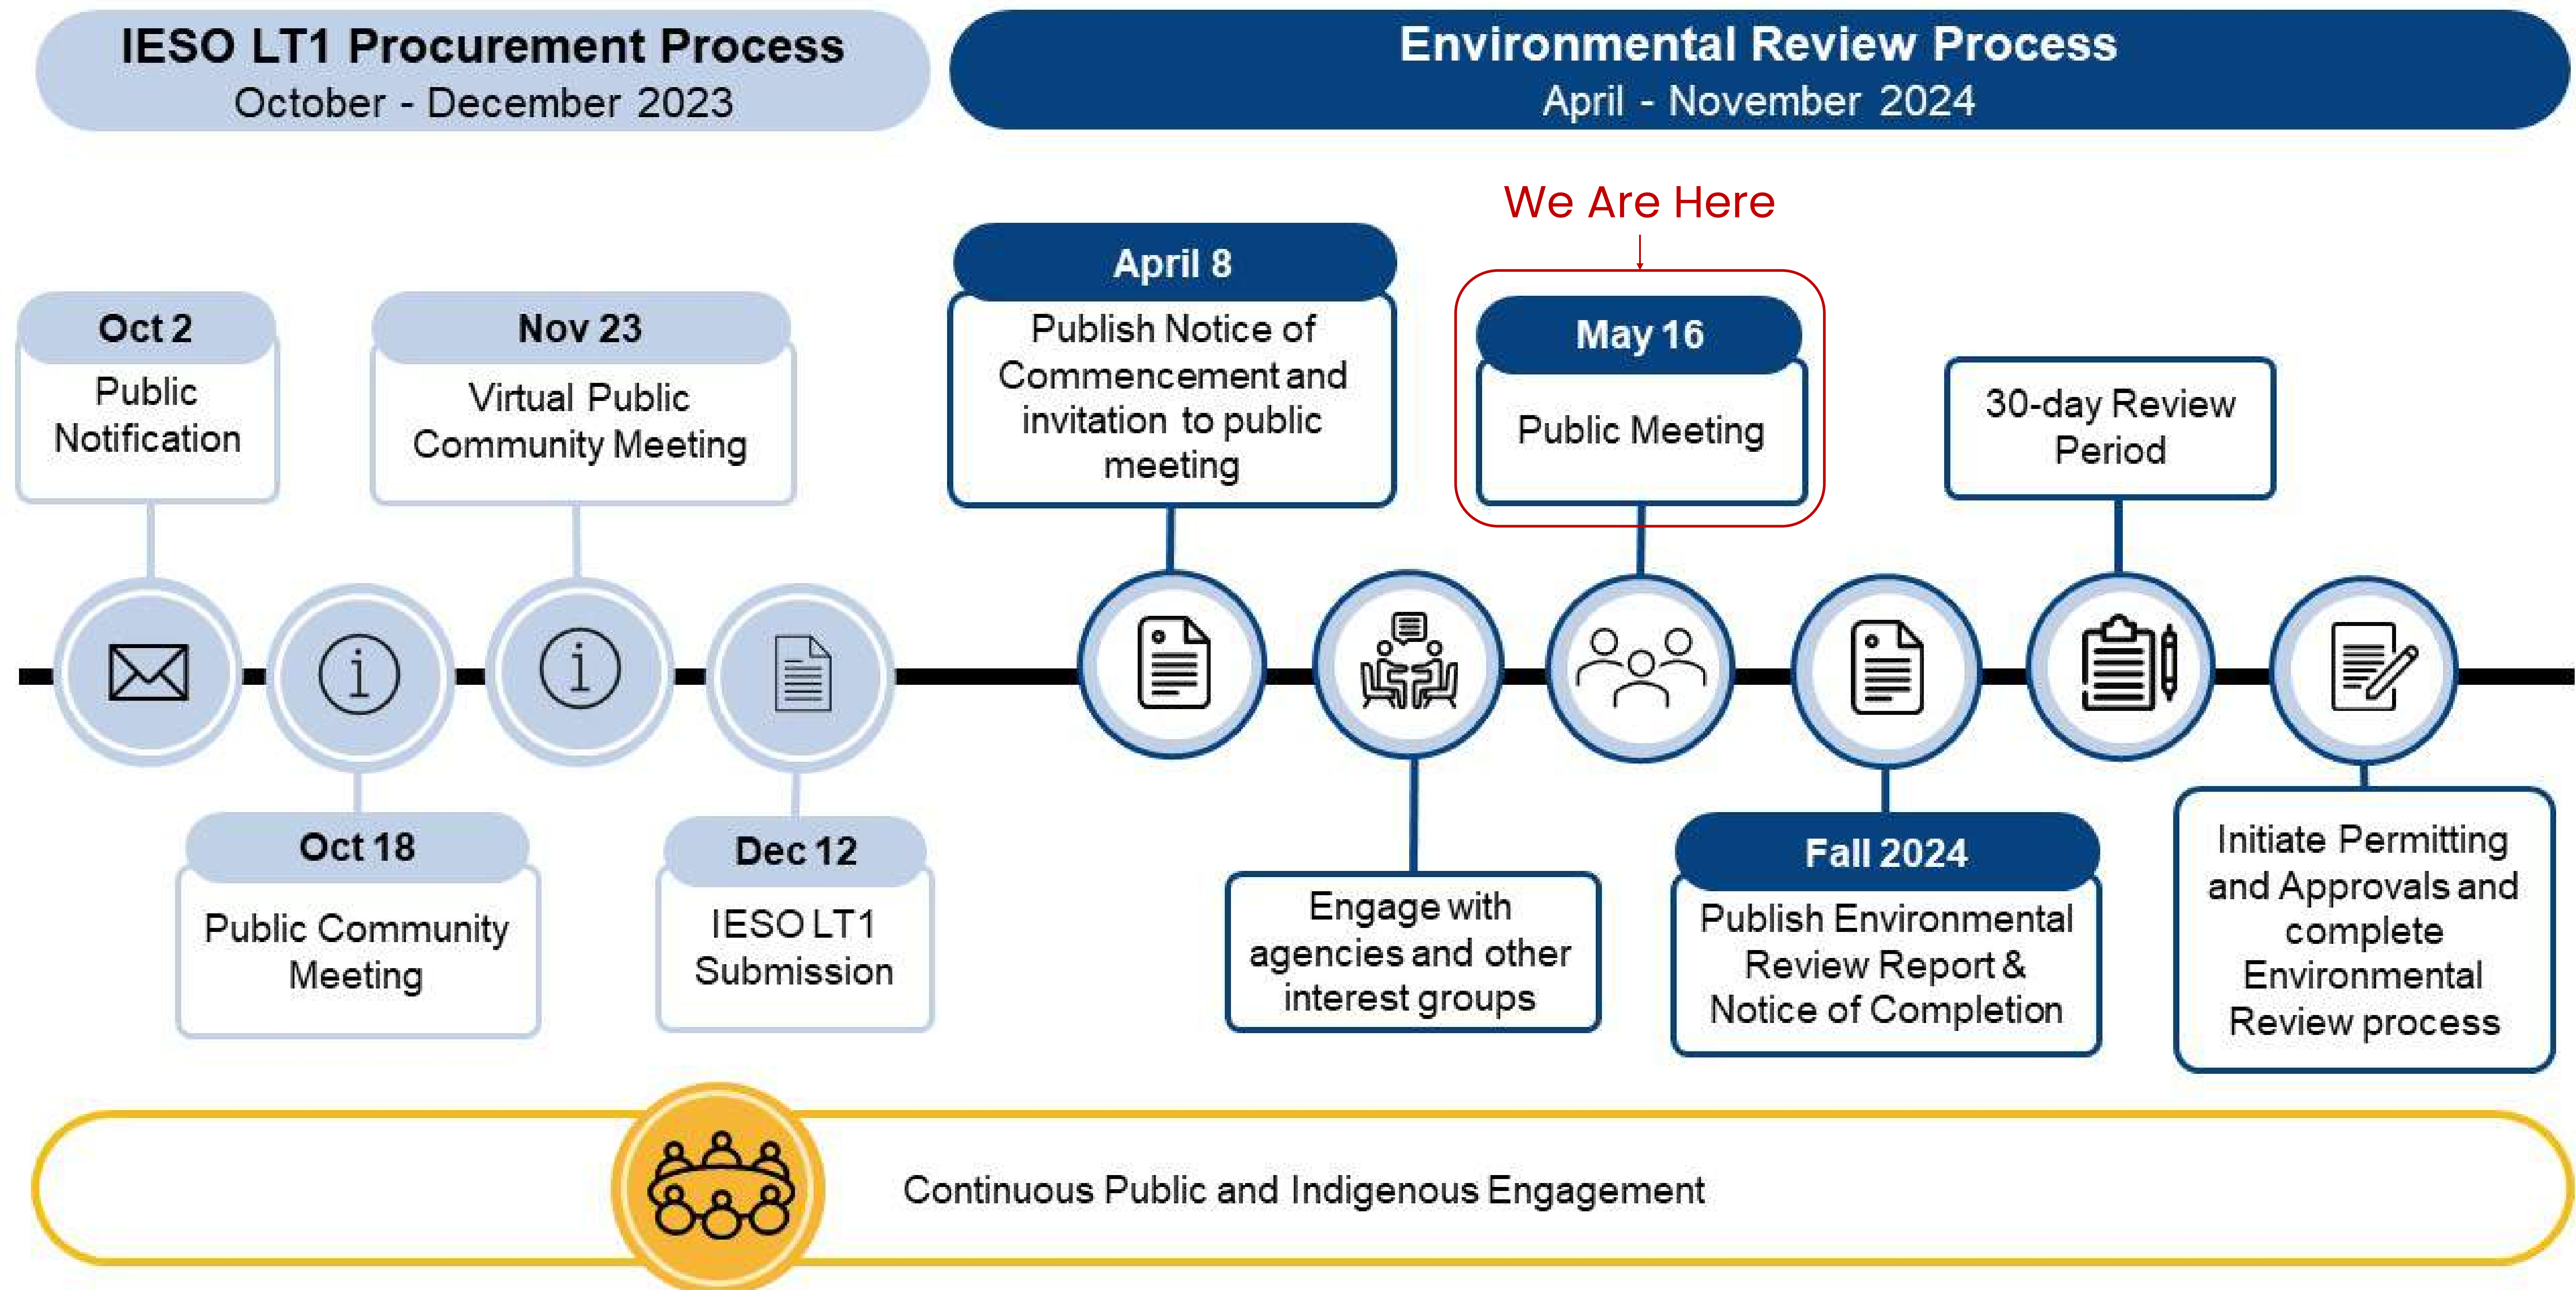 IESO LT1 Procurement Process
October - December 2023
Environmental Review Process
April - November 2024
We Are Here
Oct 2
Public
Notification
Oct 18
Public Community
Meeting
Nov 23
Virtual Public
Community Meeting
Dec 12
IESO LT1
Submission
April 8
Publish Notice of
Commencement and
invitation to public
meeting
Engage with
agencies and other
interest groups
May 16
Public Meeting
Fall 2024
Publish Environmental
Review Report &
Notice of Completion
30-day Review
Period
Initiate Permitting
and Approvals and
complete
Environmental
Review process
Continuous Public and Indigenous Engagement